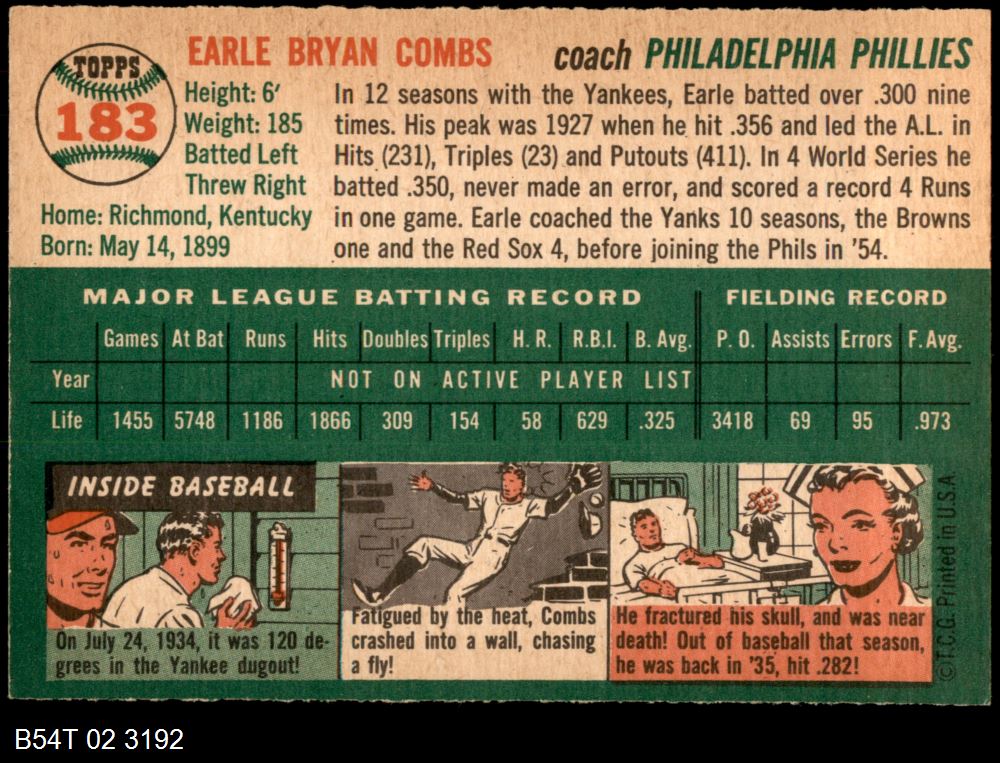 TOPPS
183
EARLE BRYAN COMBS
coach PHILADELPHIA PHILLIES
Height: 6'
Weight: 185
Batted Left
Threw Right
Home: Richmond, Kentucky
Born: May 14, 1899
In 12 seasons with the Yankees, Earle batted over .300 nine
times. His peak was 1927 when he hit .356 and led the A.L. in
Hits (231), Triples (23) and Putouts (411). In 4 World Series he
batted .350, never made an error, and scored a record 4 Runs
in one game. Earle coached the Yanks 10 seasons, the Browns
one and the Red Sox 4, before joining the Phils in '54.
MAJOR LEAGUE BATTING RECORD FIELDING RECORD
Games At Bat Runs Hits Doubles Triples H. R. R.B.I. B. Avg. P. O. Assists Errors F. Avg.
Year NOT ON ACTIVE PLAYER LIST
Life 1455 5748 1186 1866 309 154 58 629 .325 3418 69 95 .973
INSIDE BASEBALL
On July 24, 1934, it was 120 de-
grees in the Yankee dugout!
Fatigued by the heat, Combs
crashed into a wall, chasing
a fly!
He fractured his skull, and was near
death! Out of baseball that season,
he was back in '35, hit .282!
© T.C.G. Printed in U.S.A
B54T 02 3192